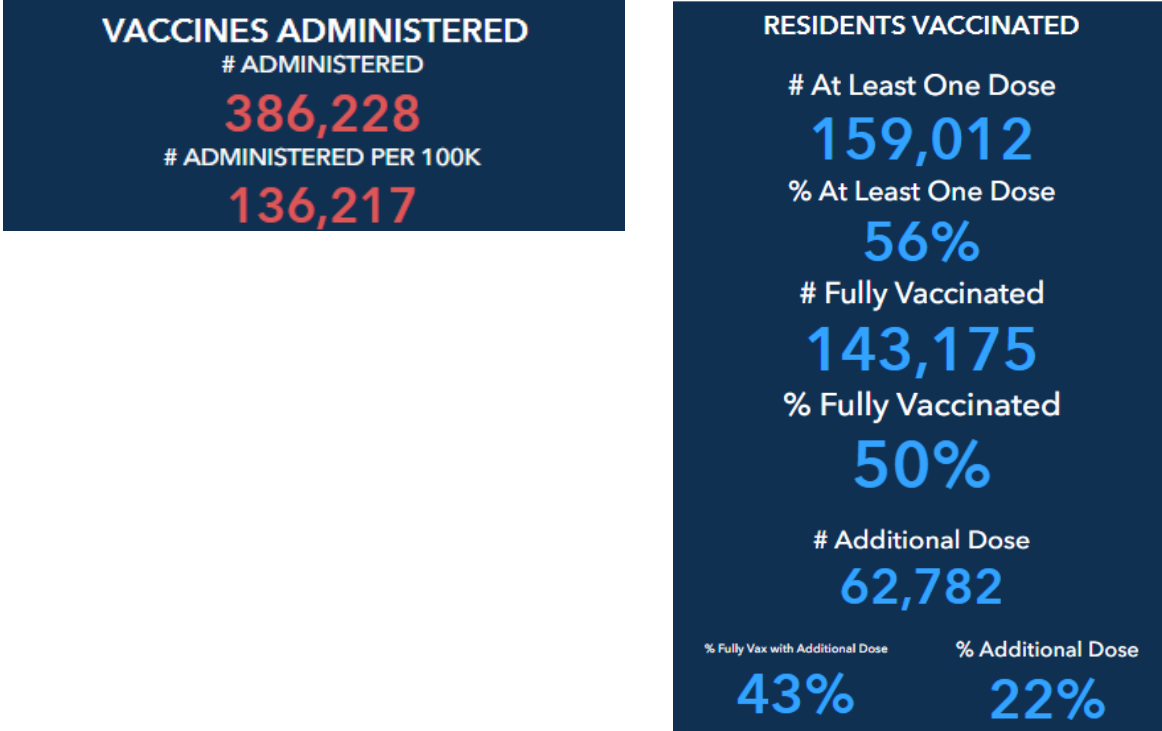 VACCINES ADMINISTERED
# ADMINISTERED
386,228
# ADMINISTERED PER 100K
136,217
RESIDENTS VACCINATED
# At Least One Dose
159,012
% At Least One Dose
56%
# Fully Vaccinated
143,175
% Fully Vaccinated
50%
# Additional Dose
62,782
% Fully Vax with Additional Dose
43%
% Additional Dose
22%